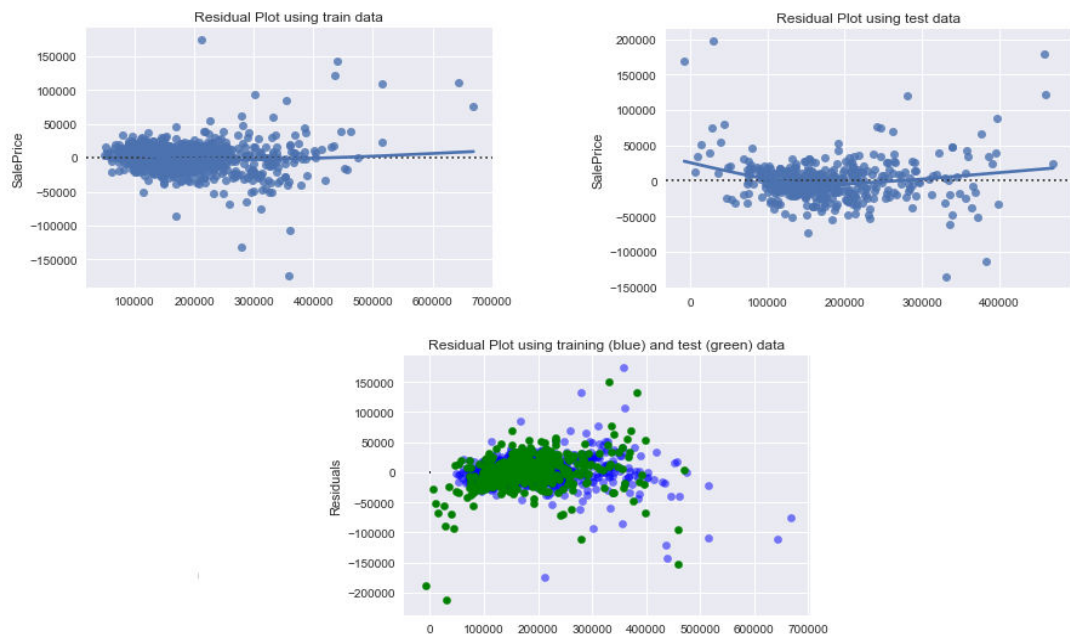 Residual Plot using train data
SalePrice
150000
100000
50000
0
−50000
−100000
−150000
100000 200000 300000 400000 500000 600000 700000
Residual Plot using test data
SalePrice
200000
150000
100000
50000
0
−50000
−100000
−150000
0 100000 200000 300000 400000
Residual Plot using training (blue) and test (green) data
Residuals
150000
100000
50000
0
−50000
−100000
−150000
−200000
0 100000 200000 300000 400000 500000 600000 700000